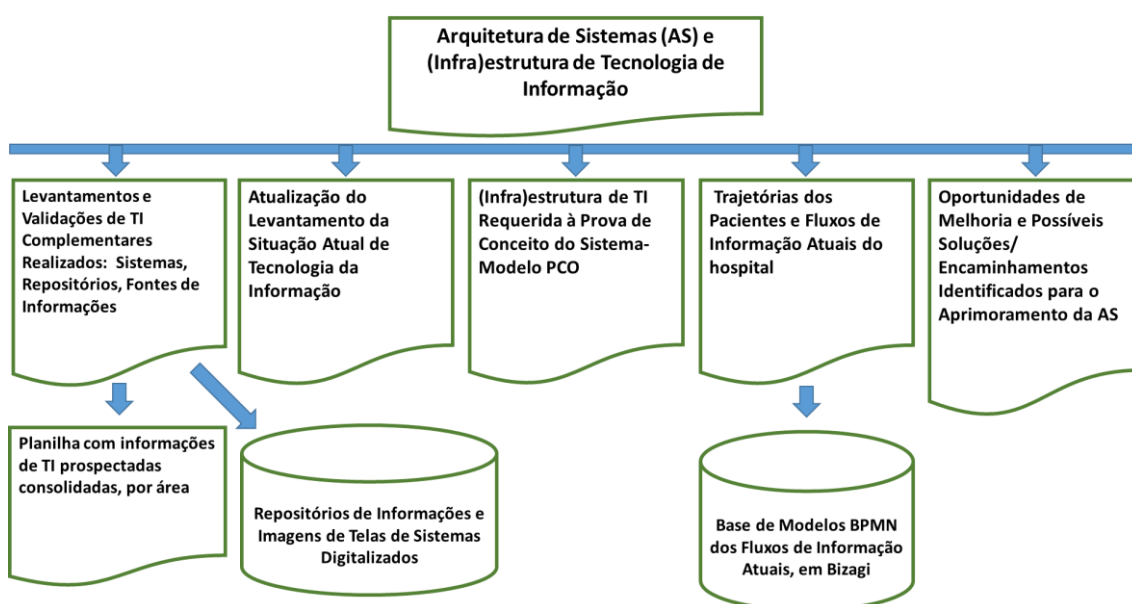 Arquitetura de Sistemas (AS) e
(Infra)estrutura de Tecnologia de
Informação
Levantamentos e
Validações de TI
Complementares
Realizados: Sistemas,
Repositórios, Fontes de
Informações
Atualização do
Levantamento da
Situação Atual de
Tecnologia da
Informação
(Infra)estrutura de TI
Requerida à Prova de
Conceito do Sistema-
Modelo PCO
Trajetórias dos
Pacientes e Fluxos de
Informação Atuais do
hospital
Oportunidades de
Melhoria e Possíveis
Soluções/
Encaminhamentos
Identificados para o
Aprimoramento da AS
Planilha com informações
de TI prospectadas
consolidadas, por área
Repositórios de Informações e
Imagens de Telas de Sistemas
Digitalizados
Base de Modelos BPMN
dos Fluxos de Informação
Atuais, em Bizagi